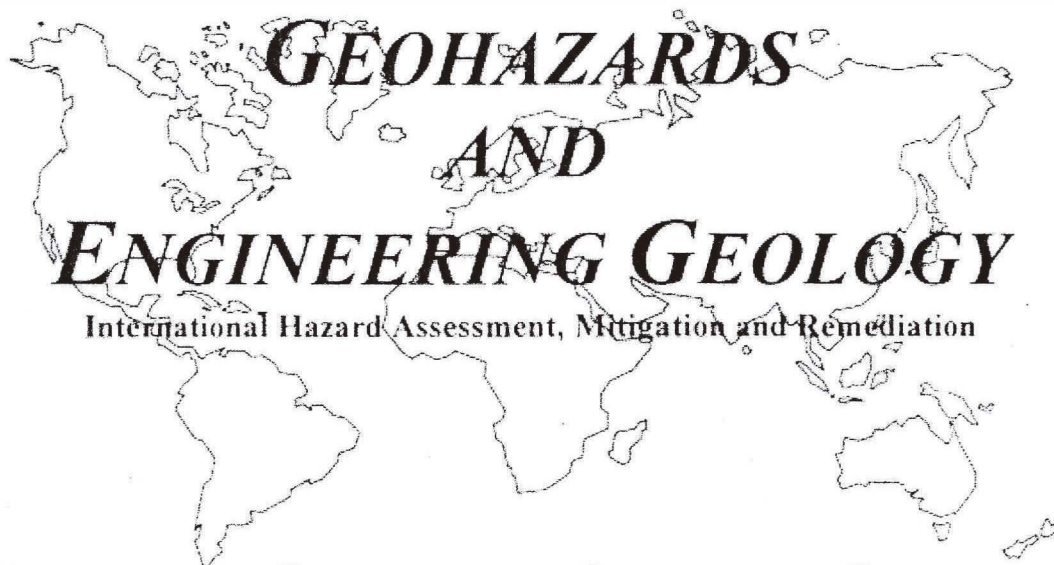 GEOHAZARDS
AND
ENGINEERING GEOLOGY
International Hazard Assessment, Mitigation and Remediation